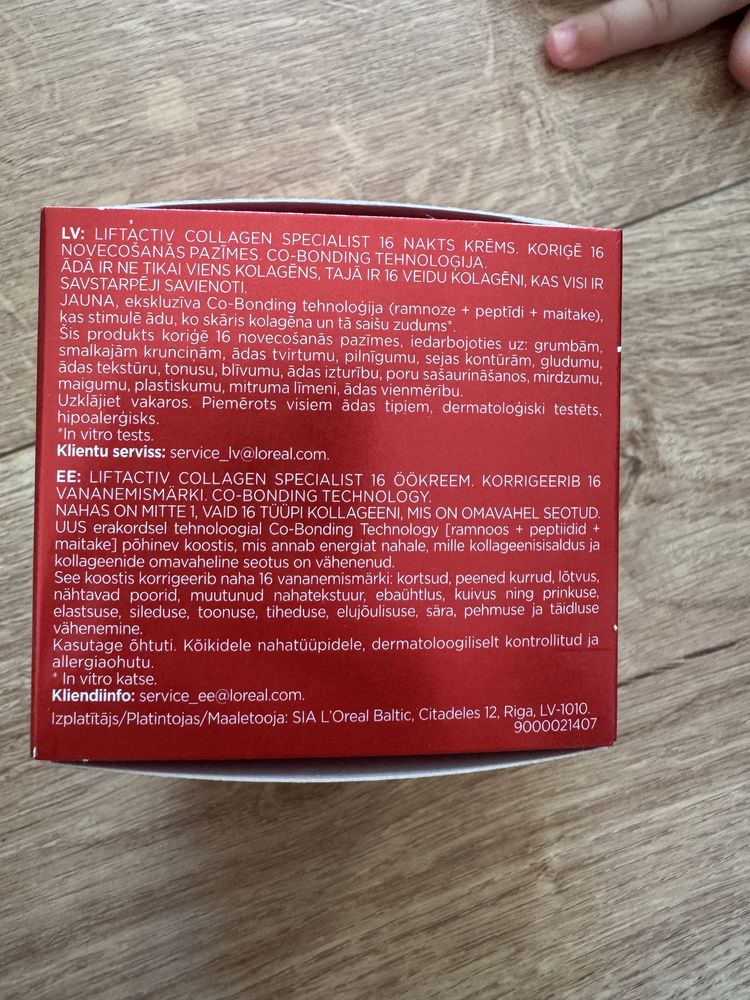 LV: LIFTACTIV COLLAGEN SPECIALIST 16 NAKTS KRĒMS. KORIĢĒ 16
NOVECOŠANĀS PAZĪMES. CO-BONDING TEHNOLOĢIJA.
ĀDĀ IR NE TIKAI VIENS KOLAGĒNS, TAJĀ IR 16 VEIDU KOLAGĒNI, KAS VISI IR
SAVSTARPĒJI SAVIENOTI.
JAUNA, ekskluzīva Co-Bonding tehnoloģija (ramnoze + peptīdi + maitake),
kas stimulē ādu, ko skāris kolagēna un tā saišu zudums*.
Šis produkts koriģē 16 novecošanās pazīmes, iedarbojoties uz: grumbām,
smalkajām krunciņām, ādas tvirtumu, pilnīgumu, sejas kontūrām, gludumu,
ādas tekstūru, tonusu, blīvumu, ādas izturību, poru sašaurināšanos, mirdzumu,
maigumu, plastiskumu, mitruma līmeni, ādas vienmērību.
Uzklājiet vakaros. Piemērots visiem ādas tipiem, dermatoloģiski testēts,
hipoalerģisks.
*In vitro tests.
Klientu serviss: service_lv@loreal.com.
EE: LIFTACTIV COLLAGEN SPECIALIST 16 ÖÖKREEM. KORRIGEERIB 16
VANANEMISMÄRKI. CO-BONDING TECHNOLOGY.
NAHAS ON MITTE 1, VAID 16 TÜÜPI KOLLAGEENI, MIS ON OMAVAHEL SEOTUD.
UUS erakordsel tehnoloogial Co-Bonding Technology [ramnoos + peptiidid +
maitake] põhinev koostis, mis annab energiat nahale, mille kollageenisisaldus ja
kollageenide omavaheline seotus on vähenenud.
See koostis korrigeerib naha 16 vananemismärki: kortsud, peened kurrud, lõtvus,
nähtavad poorid, muutunud nahatekstuur, ebaühtlus, kuivus ning prinkuse,
elastsuse, sileduse, toonuse, tiheduse, elujõulisuse, sära, pehmuse ja täidluse
vähenemine.
Kasutage õhtuti. Kõikidele nahatüüpidele, dermatoloogiliselt kontrollitud ja
allergiaohutu.
* In vitro katse.
Kliendiinfo: service_ee@loreal.com.
Izplatītājs/Platintojas/Maaletooja: SIA L'Oreal Baltic, Citadeles 12, Riga, LV-1010.
9000021407